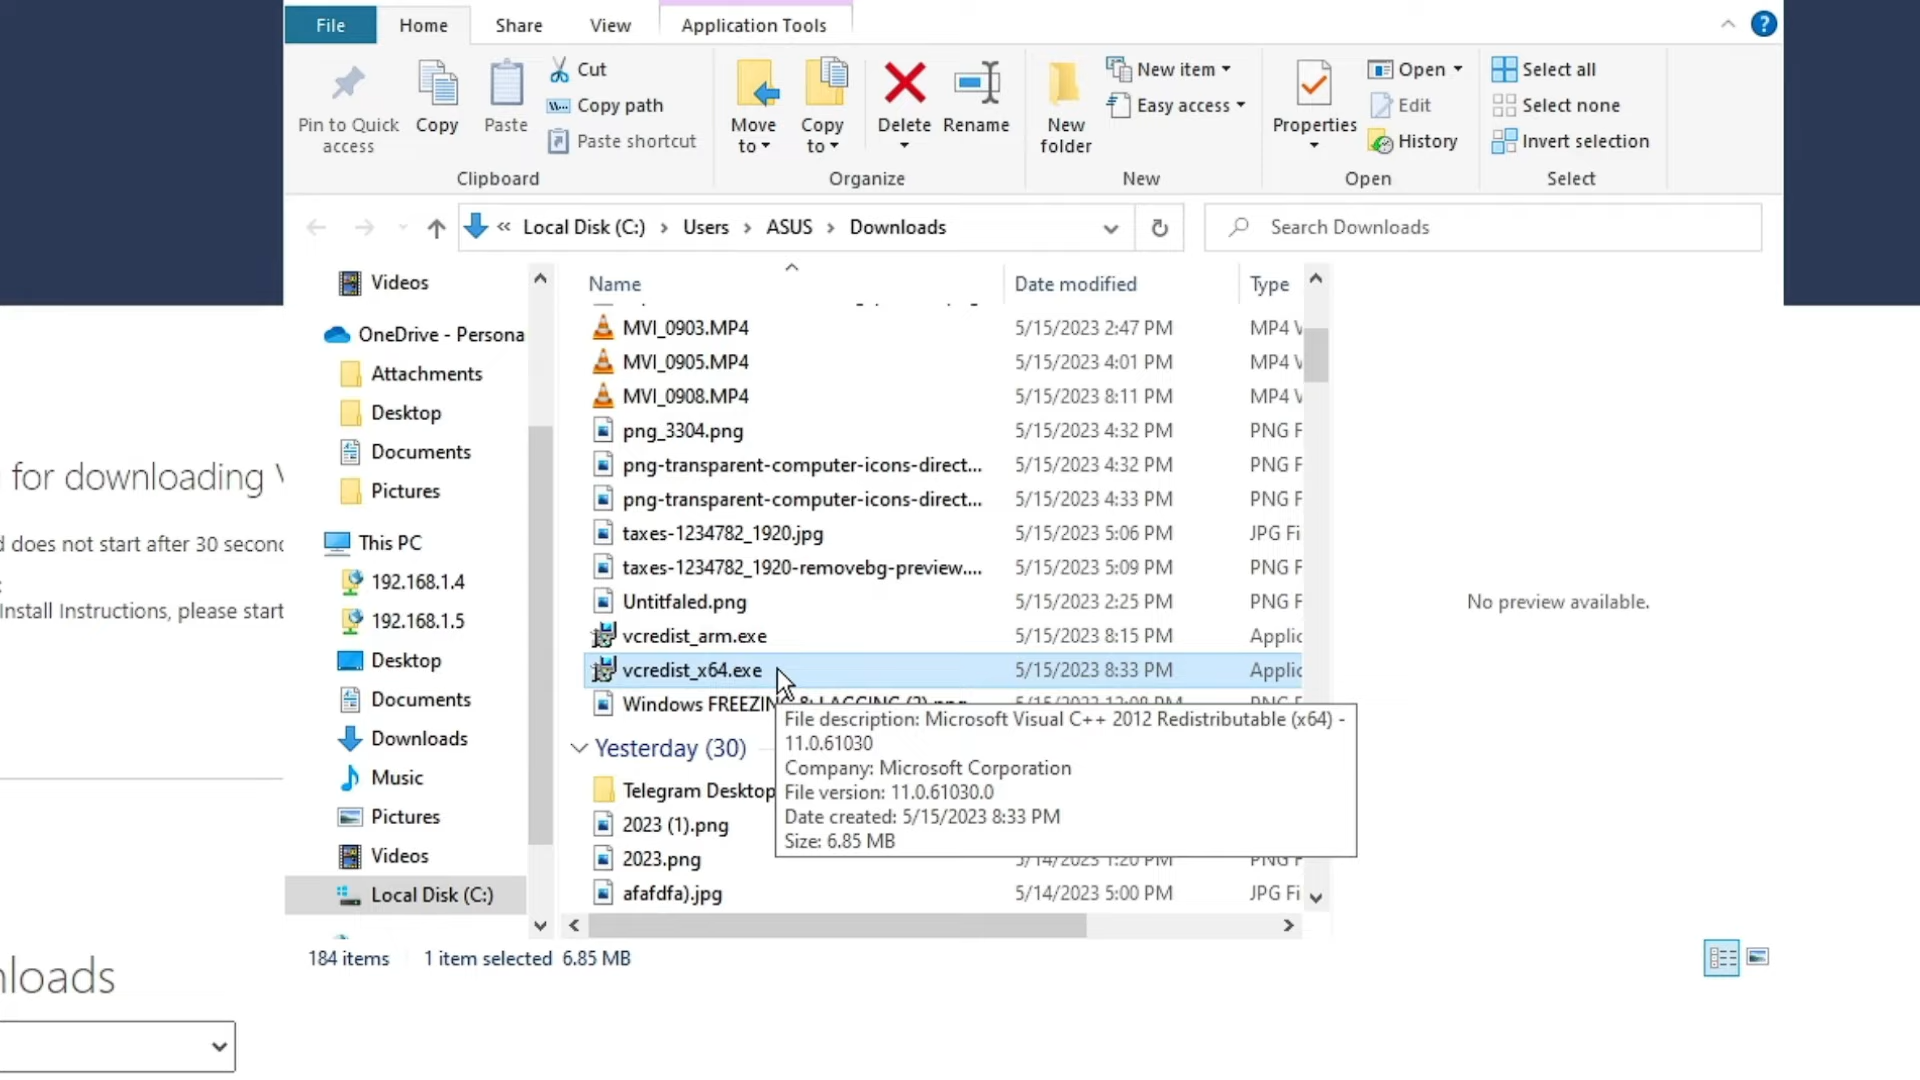 File
Home
Share
View
Application Tools
Pin to Quick
access
Copy
Paste
Cut
Copy path
Paste shortcut
Clipboard
Move
to
Copy
to
Delete
Rename
Organize
New
folder
New item
Easy access
New
Properties
Open
Edit
History
Open
Select all
Select none
Invert selection
Select
« Local Disk (C:) › Users › ASUS › Downloads
Search Downloads
Videos
OneDrive - Persona
Attachments
Desktop
Documents
Pictures
This PC
192.168.1.4
192.168.1.5
Desktop
Documents
Downloads
Music
Pictures
Videos
Local Disk (C:)
Name Date modified Type
MVI_0903.MP4 5/15/2023 2:47 PM MP4 V
MVI_0905.MP4 5/15/2023 4:01 PM MP4 V
MVI_0908.MP4 5/15/2023 8:11 PM MP4 V
png_3304.png 5/15/2023 4:32 PM PNG F
png-transparent-computer-icons-direct... 5/15/2023 4:32 PM PNG F
png-transparent-computer-icons-direct... 5/15/2023 4:33 PM PNG F
taxes-1234782_1920.jpg 5/15/2023 5:06 PM JPG Fi
taxes-1234782_1920-removebg-preview.... 5/15/2023 5:09 PM PNG F
Untitfaled.png 5/15/2023 2:25 PM PNG F
vcredist_arm.exe 5/15/2023 8:15 PM Applic
vcredist_x64.exe 5/15/2023 8:33 PM Applic
Windows FREEZIN
File description: Microsoft Visual C++ 2012 Redistributable (x64) -
11.0.61030
Company: Microsoft Corporation
File version: 11.0.61030.0
Date created: 5/15/2023 8:33 PM
Size: 6.85 MB
Yesterday (30)
Telegram Desktop
2023 (1).png
2023.png 5/14/2023 1:20 PM PNG F
afafdfa).jpg 5/14/2023 5:00 PM JPG Fi
No preview available.
184 items 1 item selected 6.85 MB
for downloading V
d does not start after 30 second
Install Instructions, please start
nloads